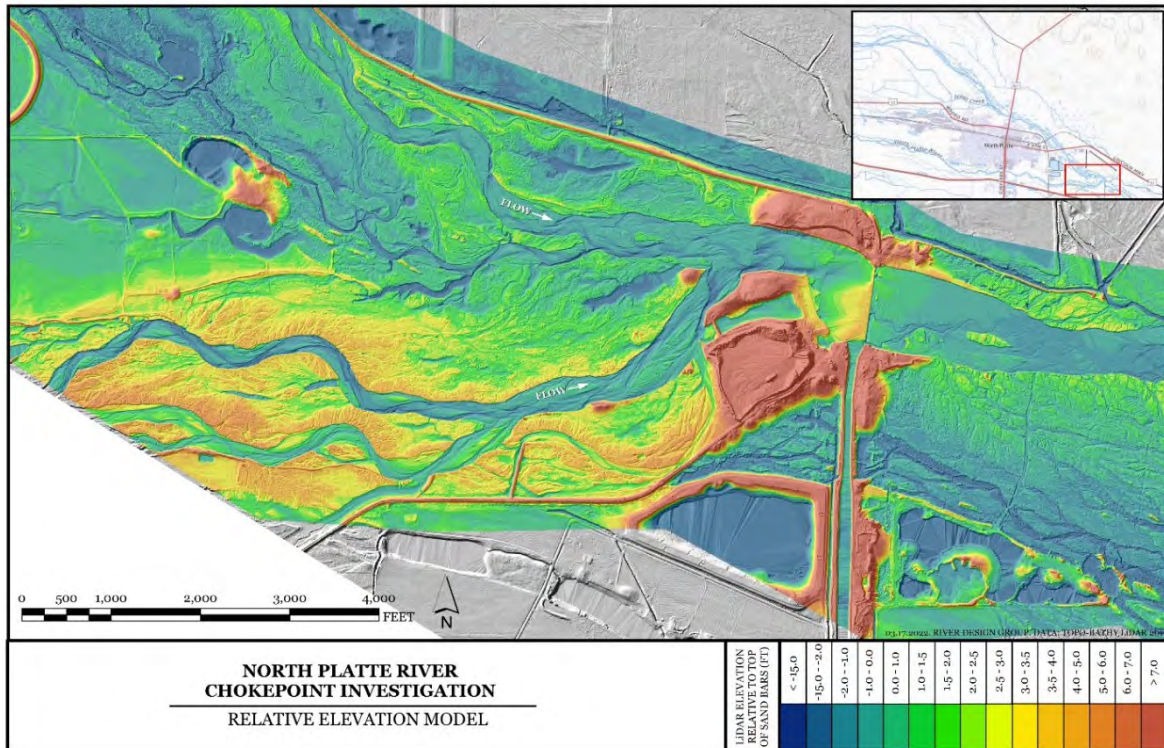 North Platte
FLOW
FLOW
0 500 1,000 2,000 3,000 4,000
FEET
N
03.17.2022. RIVER DESIGN GROUP. DATA: TOPO-BATHY LIDAR
NORTH PLATTE RIVER
CHOKEPOINT INVESTIGATION
RELATIVE ELEVATION MODEL
LiDAR ELEVATION
RELATIVE TO TOP
OF SAND BARS (FT)
< -15.0
-15.0 - -2.0
-2.0 - -1.0
-1.0 - 0.0
0.0 - 1.0
1.0 - 1.5
1.5 - 2.0
2.0 - 2.5
2.5 - 3.0
3.0 - 3.5
3.5 - 4.0
4.0 - 5.0
5.0 - 6.0
6.0 - 7.0
> 7.0